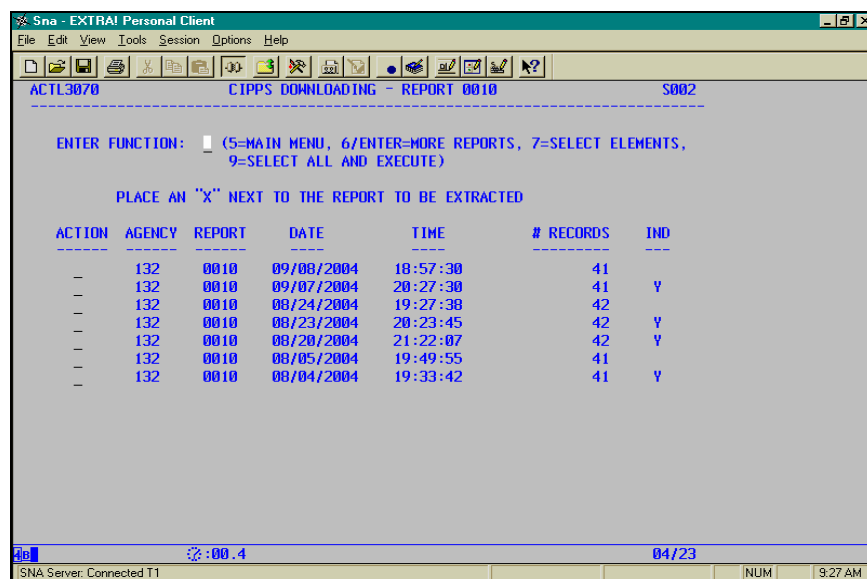 Sna - EXTRA! Personal Client
File Edit View Tools Session Options Help
ACTL3070 CIPPS DOWNLOADING - REPORT 0010 S002
ENTER FUNCTION: _ (5=MAIN MENU, 6/ENTER=MORE REPORTS, 7=SELECT ELEMENTS,
9=SELECT ALL AND EXECUTE)
PLACE AN "X" NEXT TO THE REPORT TO BE EXTRACTED
ACTION AGENCY REPORT DATE TIME # RECORDS IND
------ ------ ------ ---- ---- --------- ---
_ 132 0010 09/08/2004 18:57:30 41
_ 132 0010 09/07/2004 20:27:30 41 Y
_ 132 0010 08/24/2004 19:27:38 42
_ 132 0010 08/23/2004 20:23:45 42 Y
_ 132 0010 08/20/2004 21:22:07 42 Y
_ 132 0010 08/05/2004 19:49:55 41
_ 132 0010 08/04/2004 19:33:42 41 Y
4B :00.4 04/23
SNA Server: Connected T1 NUM 9:27 AM